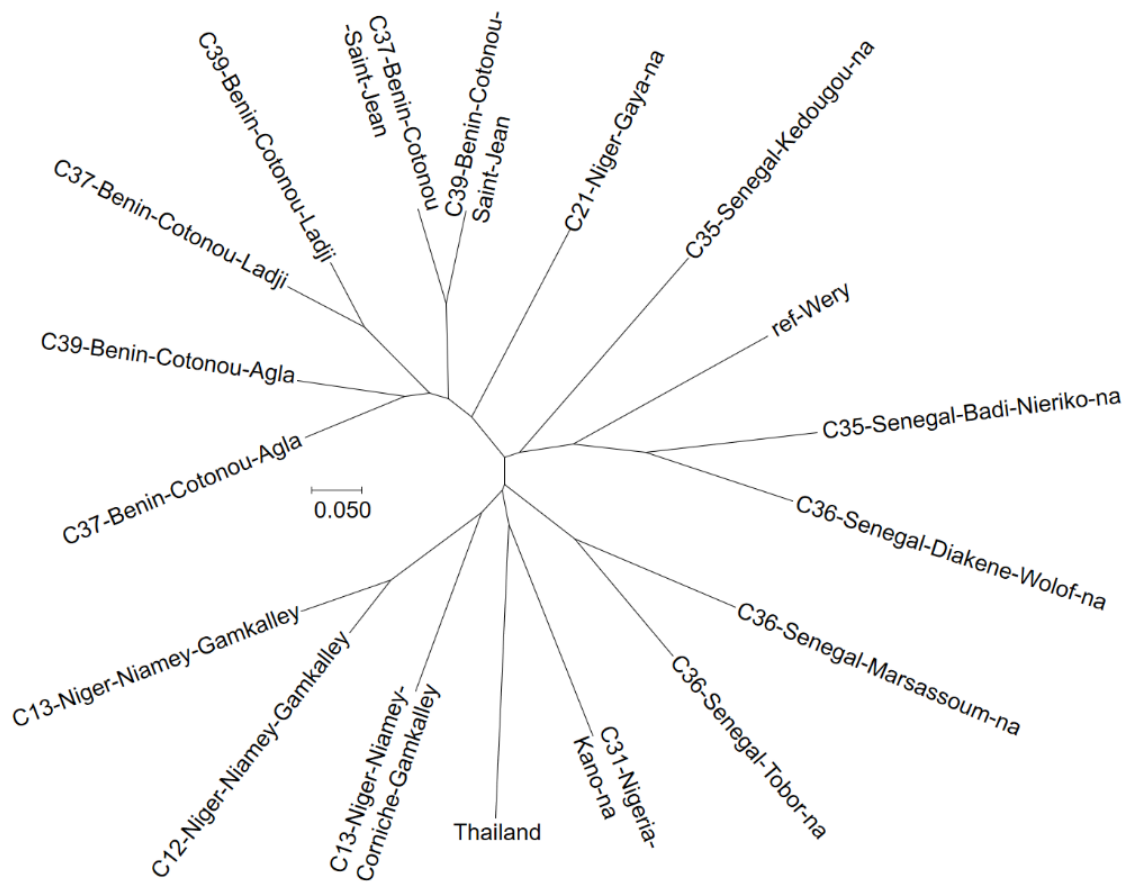 C37-Benin-Cotonou
-Saint-Jean
C39-Benin-Cotonou-
Saint-Jean
C39-Benin-Cotonou-Ladji
C21-Niger-Gaya-na
C35-Senegal-Kedougou-na
C37-Benin-Cotonou-Ladji
ref-Wery
C39-Benin-Cotonou-Agla
C35-Senegal-Badi-Nieriko-na
C37-Benin-Cotonou-Agla
0.050
C36-Senegal-Diakene-Wolof-na
C36-Senegal-Marsassoum-na
C13-Niger-Niamey-Gamkalley
C36-Senegal-Tobor-na
C12-Niger-Niamey-Gamkalley
C13-Niger-Niamey-
Corniche-Gamkalley
C31-Nigeria-
Kano-na
Thailand